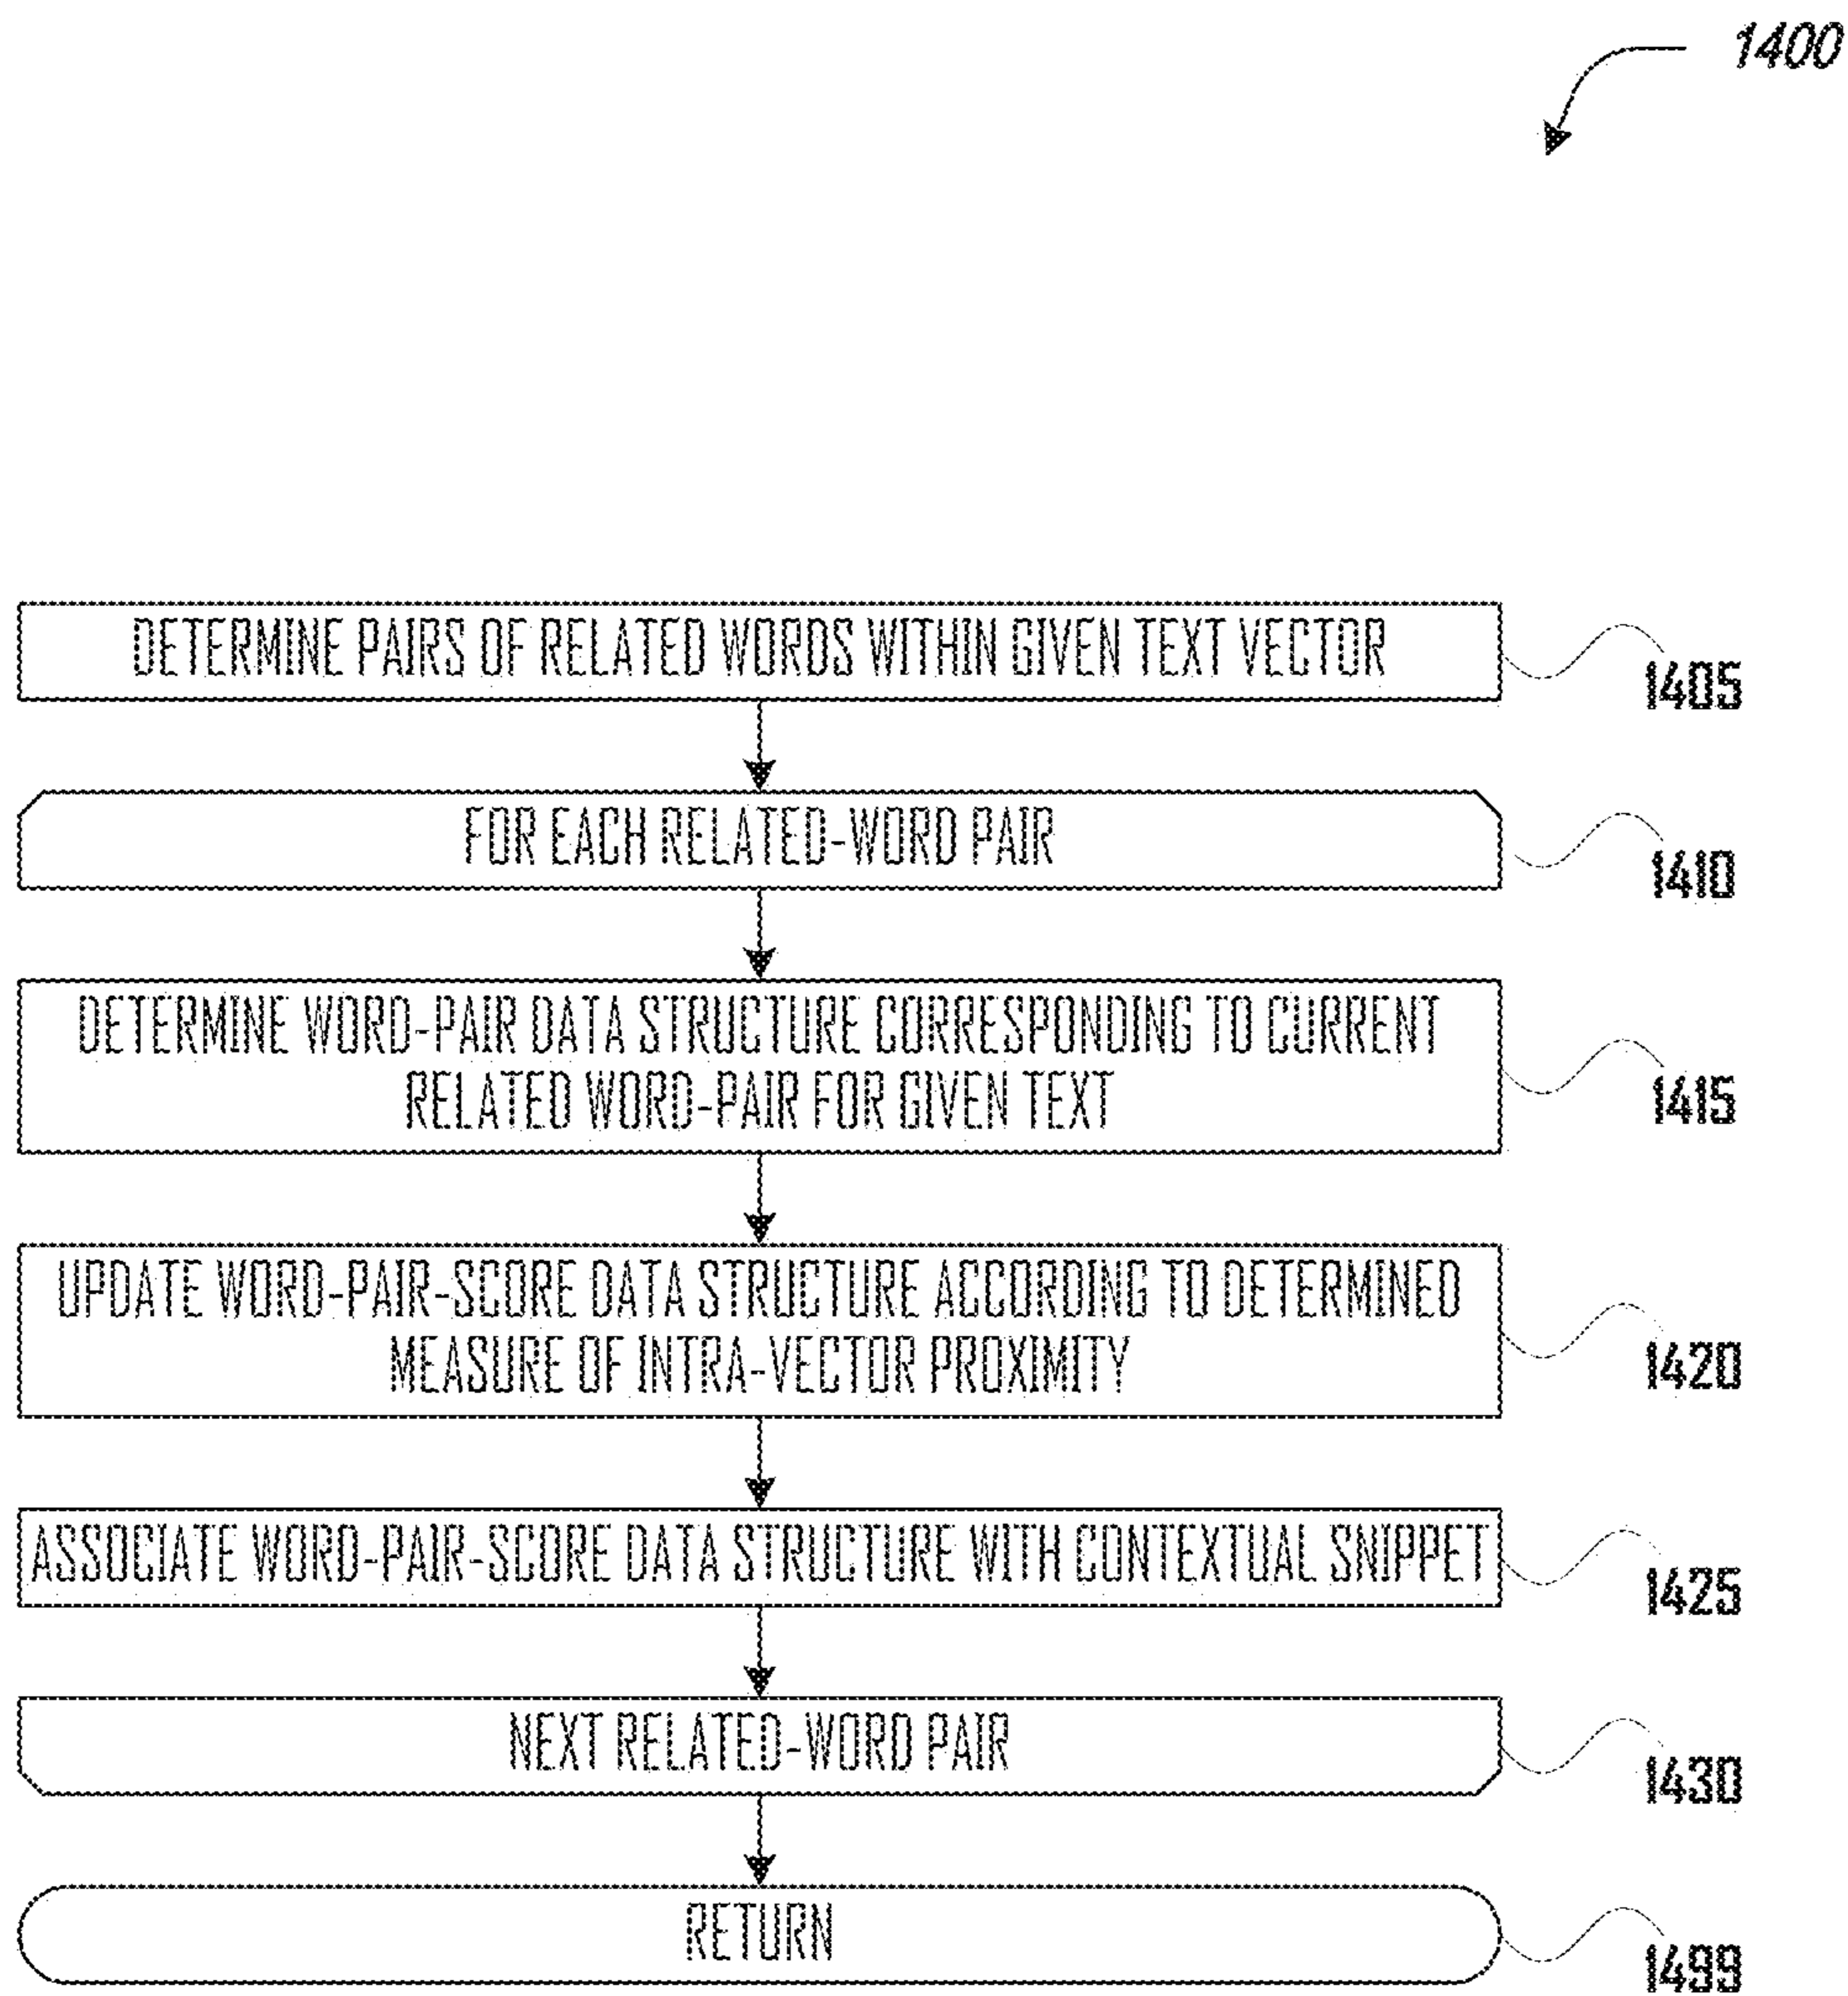 1400
DETERMINE PAIRS OF RELATED WORDS WITHIN GIVEN TEXT VECTOR
1405
FOR EACH RELATED-WORD PAIR
1410
DETERMINE WORD-PAIR DATA STRUCTURE CORRESPONDING TO CURRENT
RELATED WORD-PAIR FOR GIVEN TEXT
1415
UPDATE WORD-PAIR-SCORE DATA STRUCTURE ACCORDING TO DETERMINED
MEASURE OF INTRA-VECTOR PROXIMITY
1420
ASSOCIATE WORD-PAIR-SCORE DATA STRUCTURE WITH CONTEXTUAL SNIPPET
1425
NEXT RELATED-WORD PAIR
1430
RETURN
1499